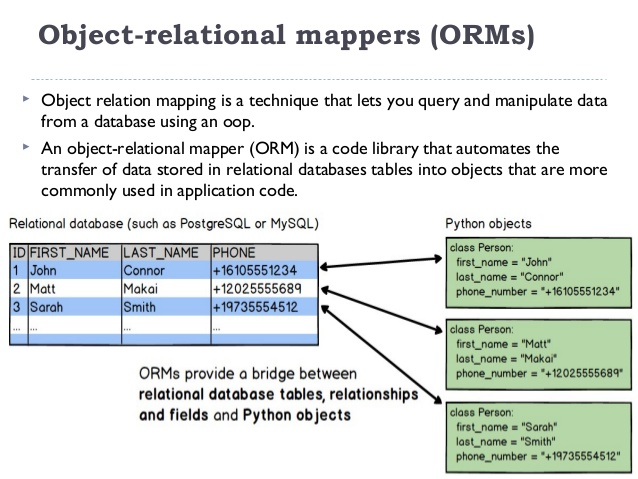 Object-relational mappers (ORMs)
Object relation mapping is a technique that lets you query and manipulate data
from a database using an oop.
An object-relational mapper (ORM) is a code library that automates the
transfer of data stored in relational databases tables into objects that are more
commonly used in application code.
Relational database (such as PostgreSQL or MySQL)
ID FIRST_NAME LAST_NAME PHONE
1 John Connor +16105551234
2 Matt Makai +12025555689
3 Sarah Smith +19735554512
... ... ... ...
ORMs provide a bridge between
relational database tables, relationships
and fields and Python objects
Python objects
class Person:
first_name = "John"
last_name = "Connor"
phone_number = "+16105551234"
class Person:
first_name = "Matt"
last_name = "Makai"
phone_number = "+12025555689"
class Person:
first_name = "Sarah"
last_name = "Smith"
phone_number = "+19735554512"